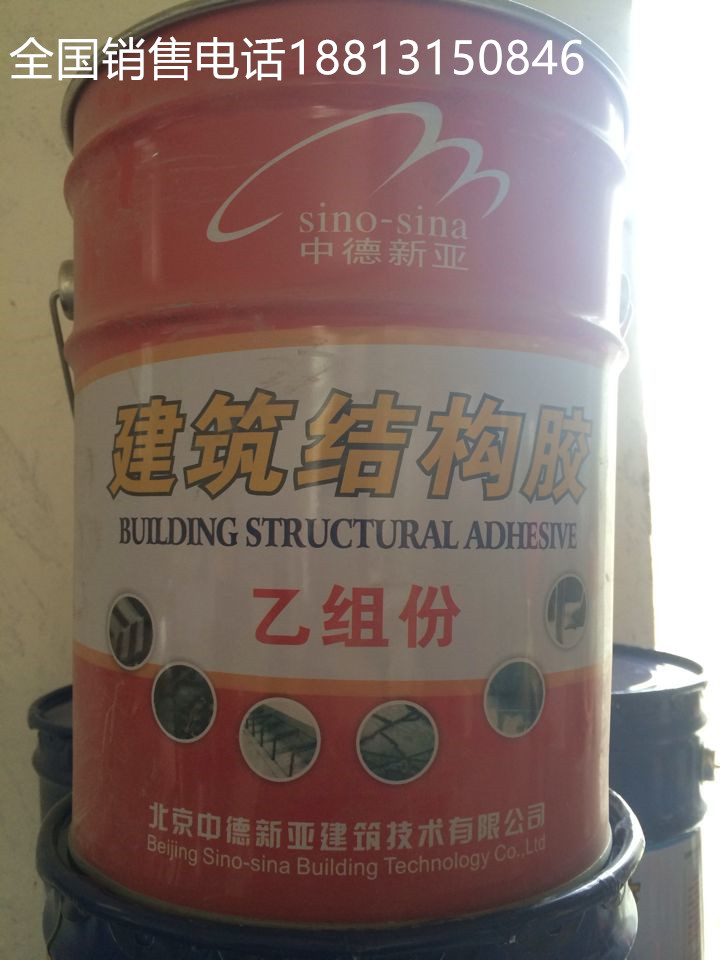 全国销售电话18813150846
sino-sina
中德新亚
建筑结构胶
BUILDING STRUCTURAL ADHESIVE
乙组份
北京中德新亚建筑技术有限公司
Beijing Sino-sina Building Technology Co.,Ltd